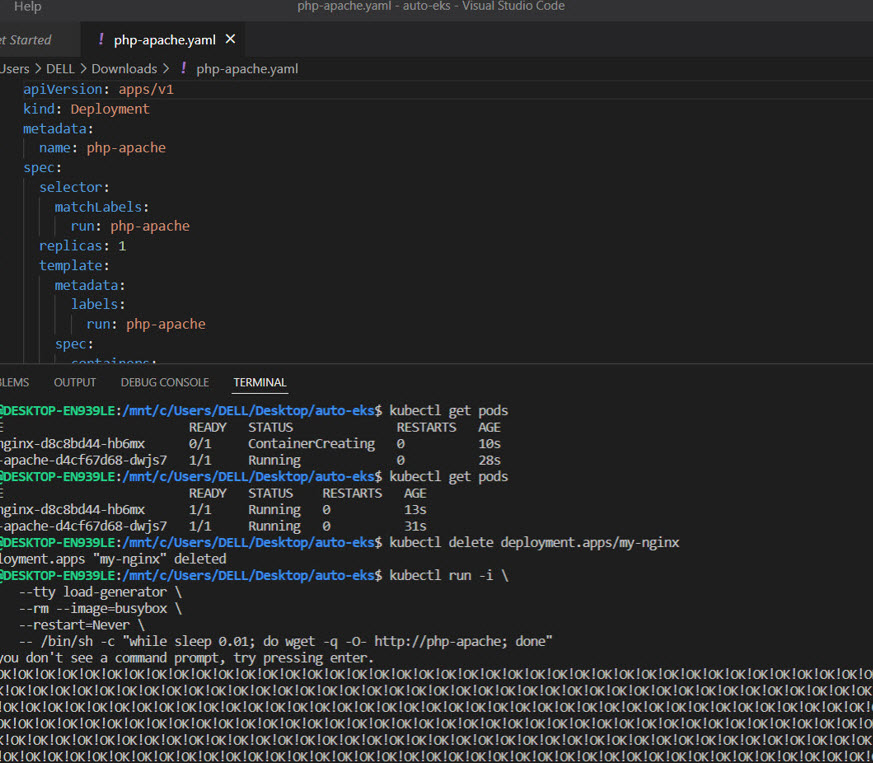 Help php-apache.yaml - auto-eks - Visual Studio Code
et Started ! php-apache.yaml ×
Users > DELL > Downloads > ! php-apache.yaml
apiVersion: apps/v1
kind: Deployment
metadata:
name: php-apache
spec:
selector:
matchLabels:
run: php-apache
replicas: 1
template:
metadata:
labels:
run: php-apache
spec:
containers:
BLEMS OUTPUT DEBUG CONSOLE TERMINAL
@DESKTOP-EN939LE:/mnt/c/Users/DELL/Desktop/auto-eks$ kubectl get pods
E READY STATUS RESTARTS AGE
nginx-d8c8bd44-hb6mx 0/1 ContainerCreating 0 10s
-apache-d4cf67d68-dwjs7 1/1 Running 0 28s
@DESKTOP-EN939LE:/mnt/c/Users/DELL/Desktop/auto-eks$ kubectl get pods
E READY STATUS RESTARTS AGE
nginx-d8c8bd44-hb6mx 1/1 Running 0 13s
-apache-d4cf67d68-dwjs7 1/1 Running 0 31s
@DESKTOP-EN939LE:/mnt/c/Users/DELL/Desktop/auto-eks$ kubectl delete deployment.apps/my-nginx
loyment.apps "my-nginx" deleted
@DESKTOP-EN939LE:/mnt/c/Users/DELL/Desktop/auto-eks$ kubectl run -i \
--tty load-generator \
--rm --image=busybox \
--restart=Never \
-- /bin/sh -c "while sleep 0.01; do wget -q -O- http://php-apache; done"
you don't see a command prompt, try pressing enter.
OK!OK!OK!OK!OK!OK!OK!OK!OK!OK!OK!OK!OK!OK!OK!OK!OK!OK!OK!OK!OK!OK!OK!OK!OK!OK!OK!OK!OK!OK!OK!OK!OK!OK!OK!OK!O
K!OK!OK!OK!OK!OK!OK!OK!OK!OK!OK!OK!OK!OK!OK!OK!OK!OK!OK!OK!OK!OK!OK!OK!OK!OK!OK!OK!OK!OK!OK!OK!OK!OK!OK!OK!OK
!OK!OK!OK!OK!OK!OK!OK!OK!OK!OK!OK!OK!OK!OK!OK!OK!OK!OK!OK!OK!OK!OK!OK!OK!OK!OK!OK!OK!OK!OK!OK!OK!OK!OK!OK!OK!
OK!OK!OK!OK!OK!OK!OK!OK!OK!OK!OK!OK!OK!OK!OK!OK!OK!OK!OK!OK!OK!OK!OK!OK!OK!OK!OK!OK!OK!OK!OK!OK!OK!OK!OK!OK!O
K!OK!OK!OK!OK!OK!OK!OK!OK!OK!OK!OK!OK!OK!OK!OK!OK!OK!OK!OK!OK!OK!OK!OK!OK!OK!OK!OK!OK!OK!OK!OK!OK!OK!OK!OK!OK
!OK!OK!OK!OK!OK!OK!OK!OK!OK!OK!OK!OK!OK!OK!OK!OK!OK!OK!OK!OK!OK!OK!OK!OK!OK!OK!OK!OK!OK!OK!OK!OK!OK!OK!OK!OK!